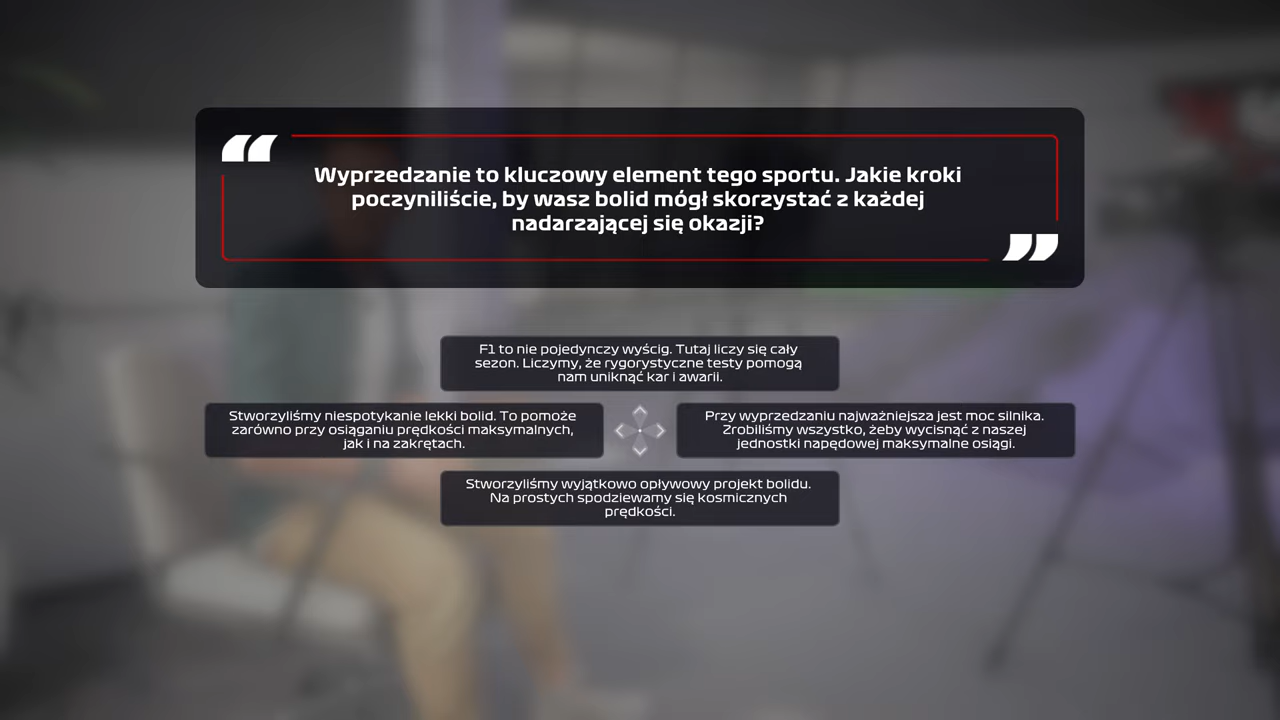 Wyprzedzanie to kluczowy element tego sportu. Jakie kroki
poczyniliście, by wasz bolid mógł skorzystać z każdej
nadarzającej się okazji?
F1 to nie pojedynczy wyścig. Tutaj liczy się cały
sezon. Liczymy, że rygorystyczne testy pomogą
nam uniknąć kar i awarii.
Stworzyliśmy niespotykanie lekki bolid. To pomoże
zarówno przy osiąganiu prędkości maksymalnych,
jak i na zakrętach.
Przy wyprzedzaniu najważniejsza jest moc silnika.
Zrobiliśmy wszystko, żeby wycisnąć z naszej
jednostki napędowej maksymalne osiągi.
Stworzyliśmy wyjątkowo opływowy projekt bolidu.
Na prostych spodziewamy się kosmicznych
prędkości.